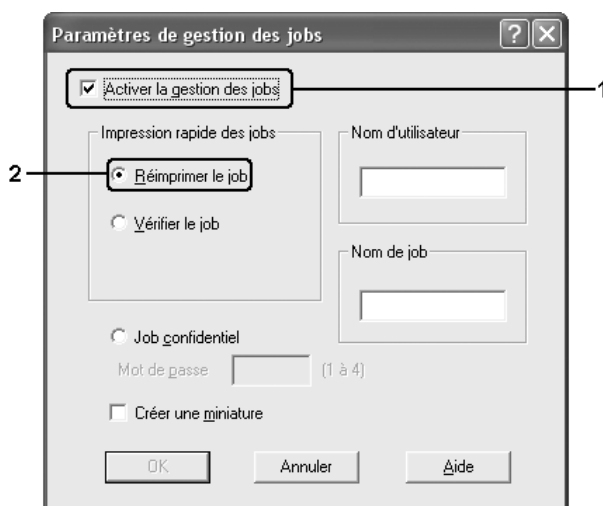 Paramètres de gestion des jobs
Activer la gestion des jobs
1
Impression rapide des jobs
Nom d'utilisateur
2
Réimprimer le job
Vérifier le job
Nom de job
Job confidentiel
Mot de passe (1 à 4)
Créer une miniature
OK Annuler Aide